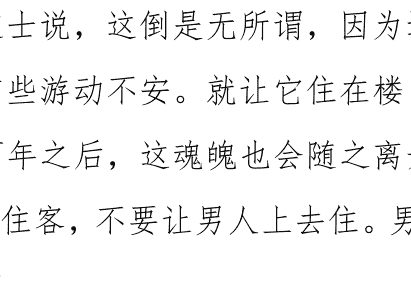 士说，这倒是无所谓，因为
些游动不安。就让它住在楼
年之后，这魂魄也会随之离
住客，不要让男人上去住。男